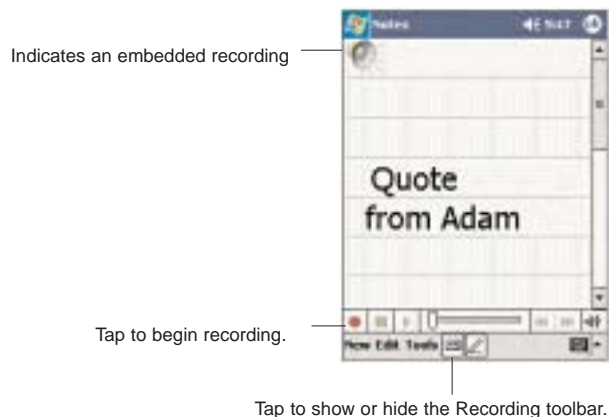 Notes
Indicates an embedded recording
Quote
from Adam
Tap to begin recording.
New Edit Tools
Tap to show or hide the Recording toolbar.